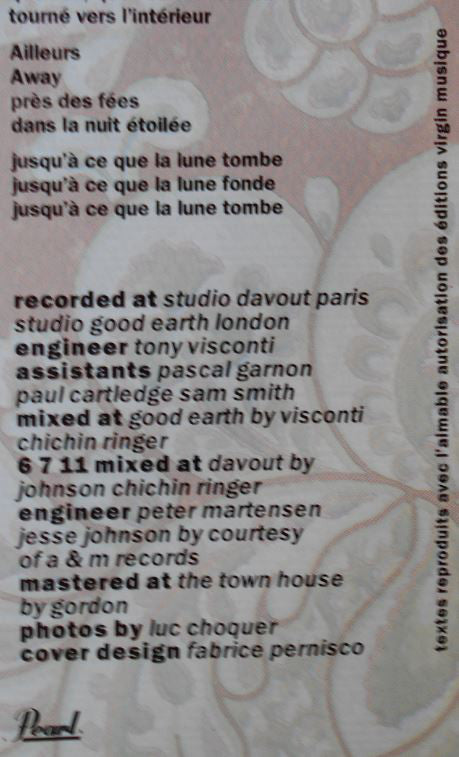 tourné vers l'intérieur
Ailleurs
Away
près des fées
dans la nuit étoilée
jusqu'à ce que la lune tombe
jusqu'à ce que la lune fonde
jusqu'à ce que la lune tombe
recorded at studio davout paris
studio good earth london
engineer tony visconti
assistants pascal garnon
paul cartledge sam smith
mixed at good earth by visconti
chichin ringer
6 7 11 mixed at davout by
johnson chichin ringer
engineer peter martensen
jesse johnson by courtesy
of a & m records
mastered at the town house
by gordon
photos by luc choquer
cover design fabrice pernisco
Pearl.
textes reproduits avec l'aimable autorisation des éditions virgin musique